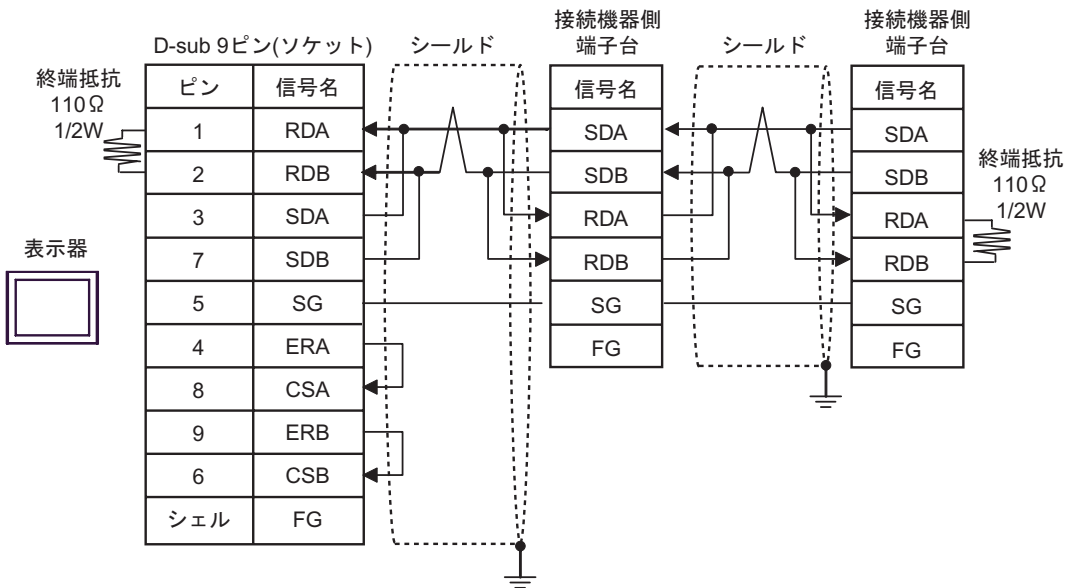 D-sub 9ピン(ソケット)
シールド
接続機器側
端子台
シールド
接続機器側
端子台
終端抵抗
110Ω
1/2W
表示器
ピン 信号名
1 RDA
2 RDB
3 SDA
7 SDB
5 SG
4 ERA
8 CSA
9 ERB
6 CSB
シェル FG
信号名
SDA
SDB
RDA
RDB
SG
FG
信号名
SDA
SDB
RDA
RDB
SG
FG
終端抵抗
110Ω
1/2W